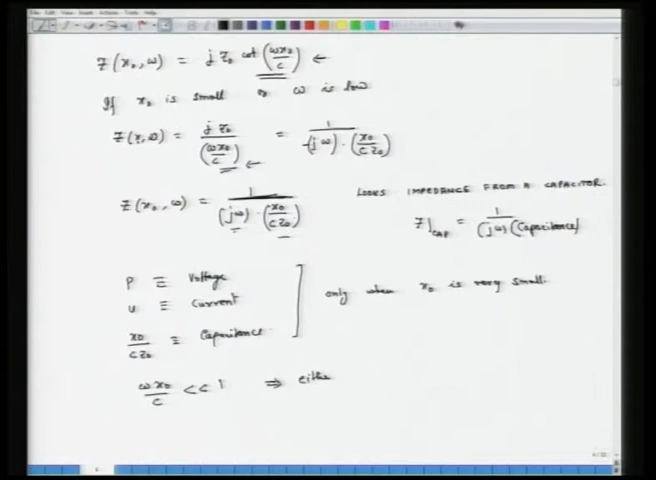 Z(x₀,ω) = j Z₀ cot (ωx₀/c) ←
If x₀ is small or ω is low
Z(x,ω) = j Z₀/(ωx₀/c) = 1/(-(jω)·(x₀/cZ₀)) ←
Z(x₀,ω) = 1/((jω)·(x₀/cZ₀))
LOOKS IMPEDANCE FROM A CAPACITOR.
Z|CAP = 1/((jω)(Capacitance))
P ≡ Voltage
u ≡ Current
x₀/cZ₀ ≡ Capacitance
only when x₀ is very small.
ωx₀/c << 1 ⇒ eithe